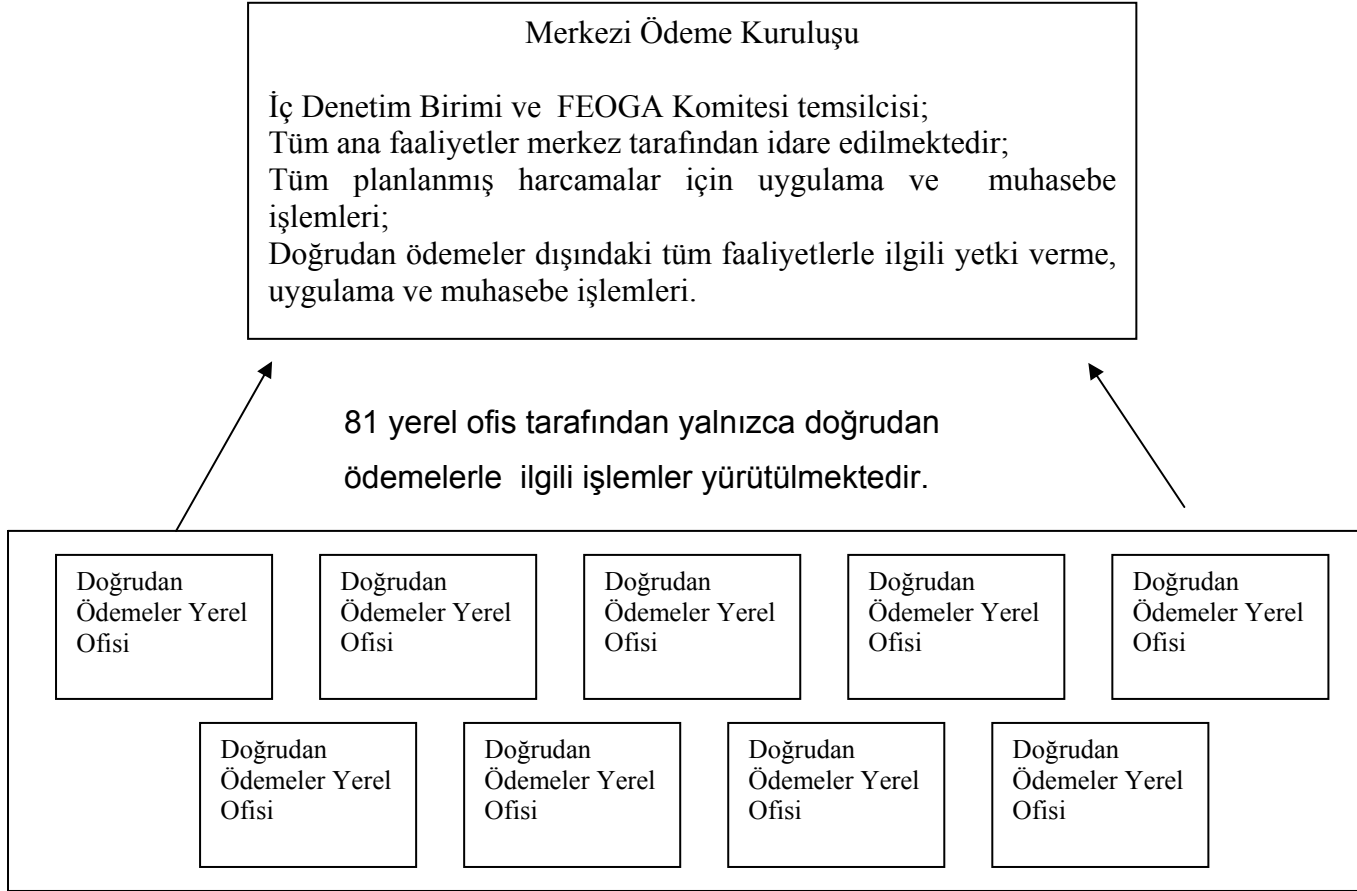 Merkezi Ödeme Kuruluşu
İç Denetim Birimi ve FEOGA Komitesi temsilcisi;
Tüm ana faaliyetler merkez tarafından idare edilmektedir;
Tüm planlanmış harcamalar için uygulama ve muhasebe
işlemleri;
Doğrudan ödemeler dışındaki tüm faaliyetlerle ilgili yetki verme,
uygulama ve muhasebe işlemleri.
81 yerel ofis tarafından yalnızca doğrudan
ödemelerle ilgili işlemler yürütülmektedir.
Doğrudan
Ödemeler Yerel
Ofisi
Doğrudan
Ödemeler Yerel
Ofisi
Doğrudan
Ödemeler Yerel
Ofisi
Doğrudan
Ödemeler Yerel
Ofisi
Doğrudan
Ödemeler Yerel
Ofisi
Doğrudan
Ödemeler Yerel
Ofisi
Doğrudan
Ödemeler Yerel
Ofisi
Doğrudan
Ödemeler Yerel
Ofisi
Doğrudan
Ödemeler Yerel
Ofisi